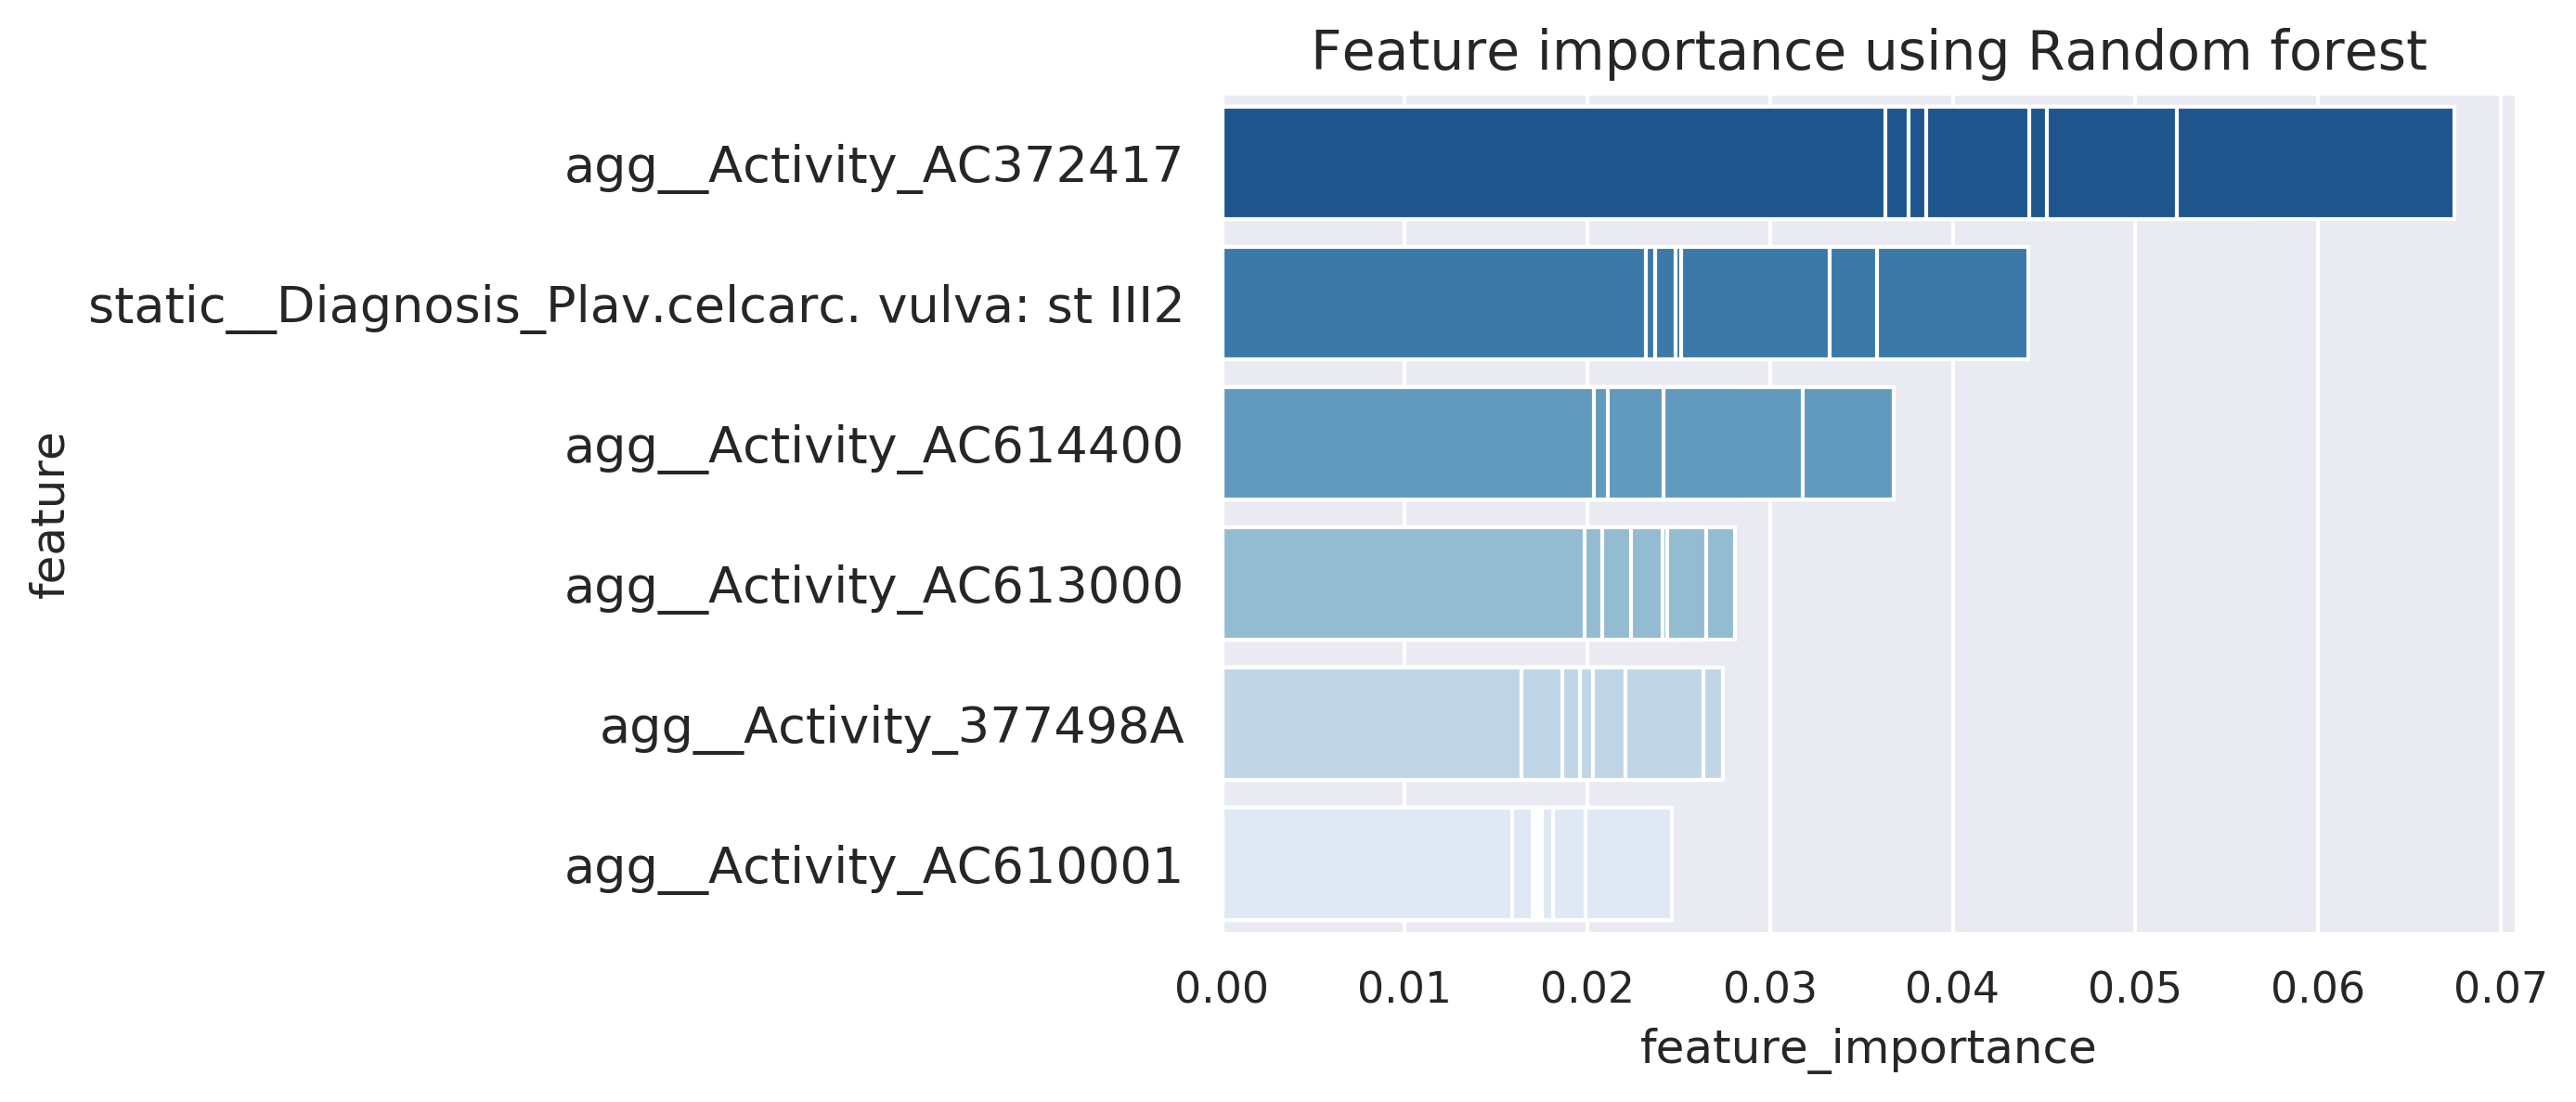 Feature importance using Random forest
feature
agg__Activity_AC372417
static__Diagnosis_Plav.celcarc. vulva: st III2
agg__Activity_AC614400
agg__Activity_AC613000
agg__Activity_377498A
agg__Activity_AC610001
0.00 0.01 0.02 0.03 0.04 0.05 0.06 0.07
feature_importance